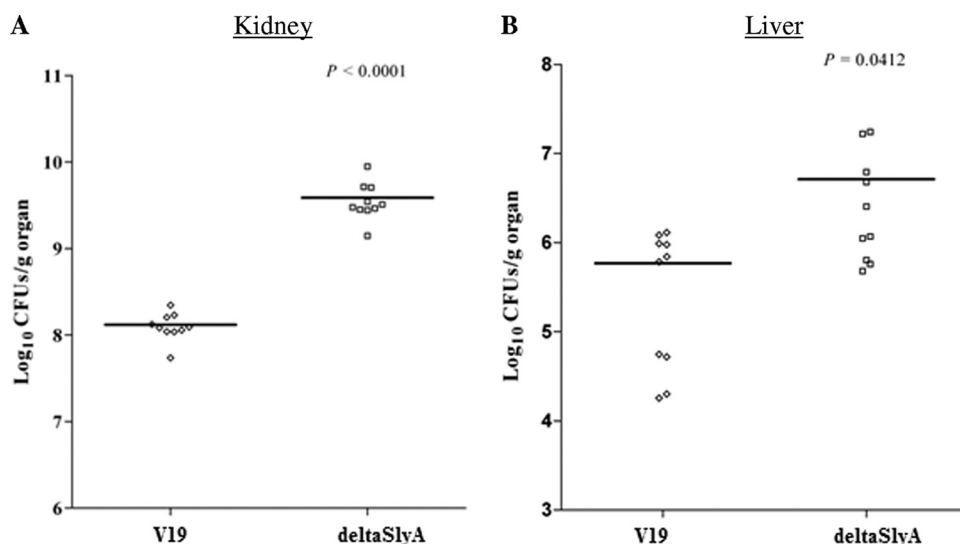 A Kidney
P < 0.0001
Log10 CFUs/g organ
11
10
9
8
7
6
V19 deltaSlyA
B Liver
P = 0.0412
Log10 CFUs/g organ
8
7
6
5
4
3
V19 deltaSlyA